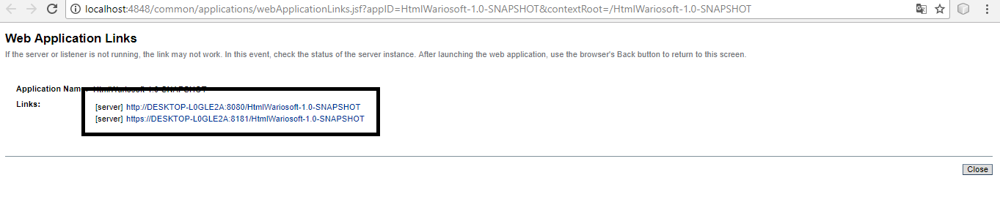 localhost:4848/common/applications/webApplicationLinks.jsf?appID=HtmlWariosoft-1.0-SNAPSHOT&contextRoot=/HtmlWariosoft-1.0-SNAPSHOT
Web Application Links
If the server or listener is not running, the link may not work. In this event, check the status of the server instance. After launching the web application, use the browser's Back button to return to this screen.
Application Name: HtmlWariosoft-1.0-SNAPSHOT
Links:
[server] http://DESKTOP-L0GLE2A:8080/HtmlWariosoft-1.0-SNAPSHOT
[server] https://DESKTOP-L0GLE2A:8181/HtmlWariosoft-1.0-SNAPSHOT
Close